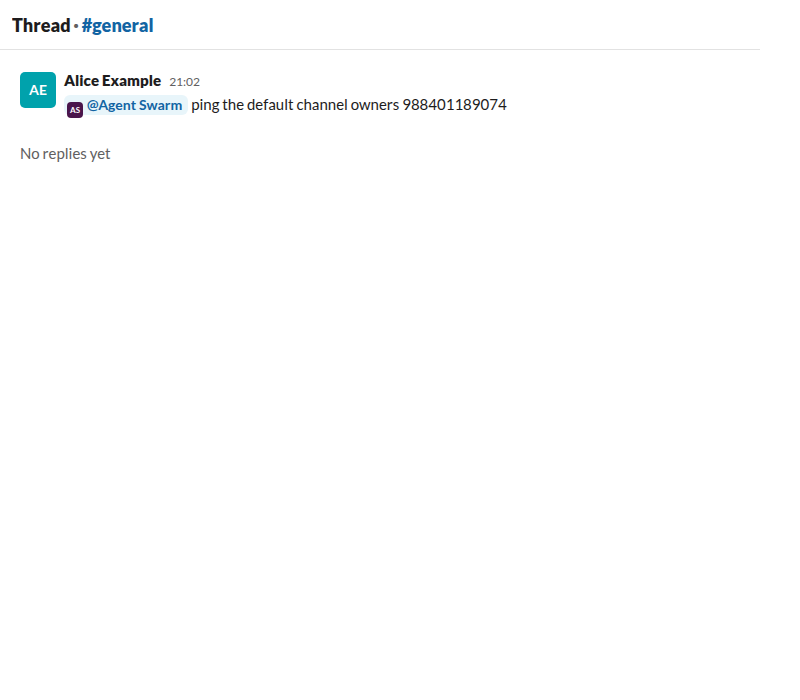 Thread • #general
AE
Alice Example 21:02
AS @Agent Swarm ping the default channel owners 988401189074
No replies yet